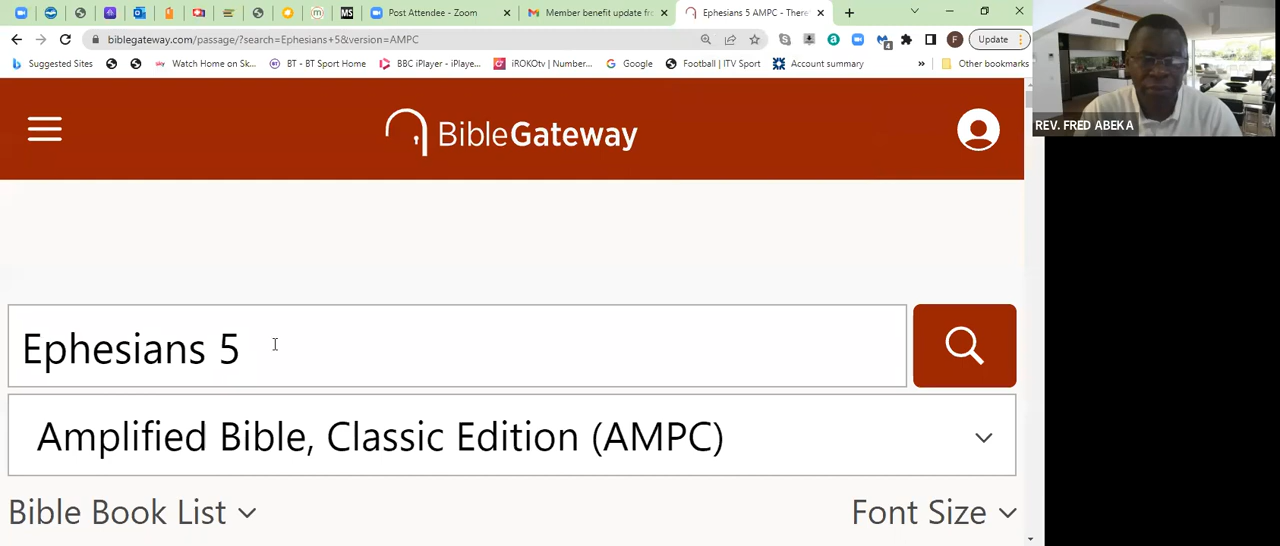 Post Attendee - Zoom
Member benefit update fro
Ephesians 5 AMPC - There
biblegateway.com/passage/?search=Ephesians+5&version=AMPC
4
F
Update
Suggested Sites
Watch Home on Sk...
BT - BT Sport Home
BBC iPlayer - iPlaye...
iROKOtv | Number...
Google
Football | ITV Sport
Account summary
»
Other bookmarks
REV. FRED ABEKA
BibleGateway
Ephesians 5
Amplified Bible, Classic Edition (AMPC)
Bible Book List
Font Size